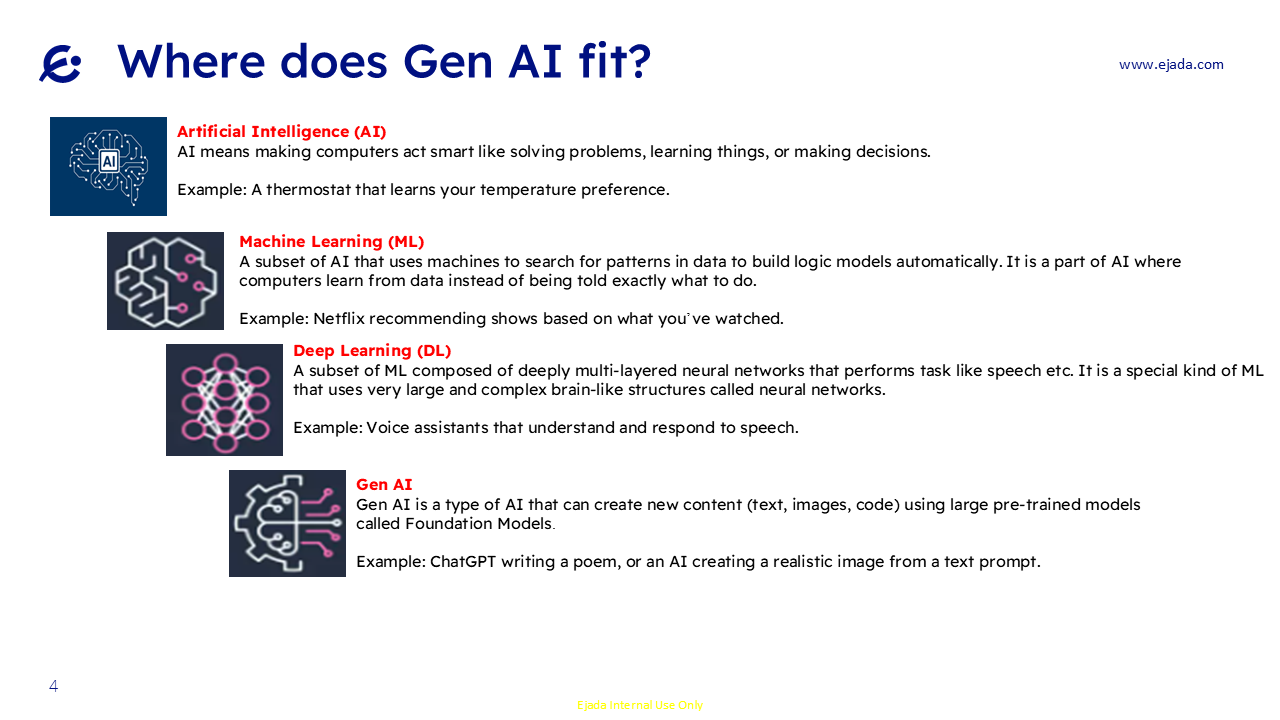 Where does Gen AI fit?
www.ejada.com
AI
Artificial Intelligence (AI)
AI means making computers act smart like solving problems, learning things, or making decisions.
Example: A thermostat that learns your temperature preference.
Machine Learning (ML)
A subset of AI that uses machines to search for patterns in data to build logic models automatically. It is a part of AI where
computers learn from data instead of being told exactly what to do.
Example: Netflix recommending shows based on what you’ve watched.
Deep Learning (DL)
A subset of ML composed of deeply multi-layered neural networks that performs task like speech etc. It is a special kind of ML
that uses very large and complex brain-like structures called neural networks.
Example: Voice assistants that understand and respond to speech.
Gen AI
Gen AI is a type of AI that can create new content (text, images, code) using large pre-trained models
called Foundation Models.
Example: ChatGPT writing a poem, or an AI creating a realistic image from a text prompt.
4
Ejada Internal Use Only